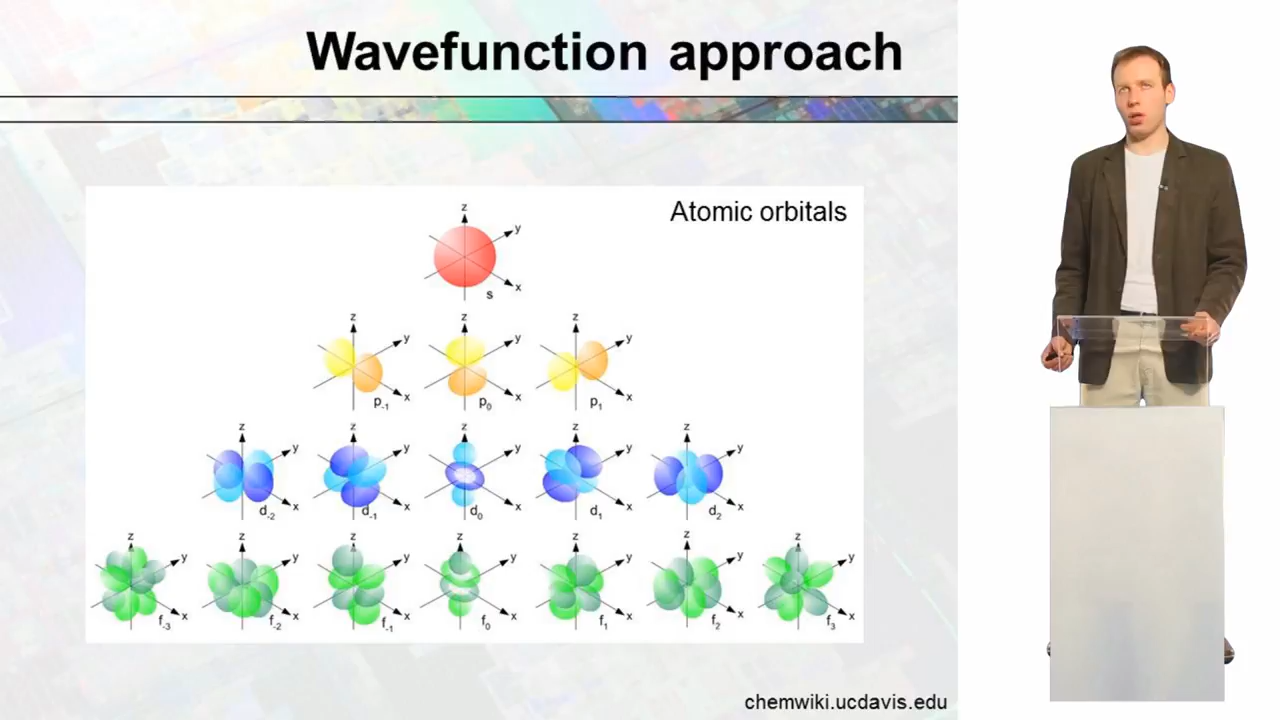 Wavefunction approach
Atomic orbitals
z
y
x
s
z y x p-1
z y x p0
z y x p1
z y x d-2
z y x d-1
z y x d0
z y x d1
z y x d2
z y x f-3
z y x f-2
z y x f-1
z y x f0
z y x f1
z y x f2
z y x f3
chemwiki.ucdavis.edu